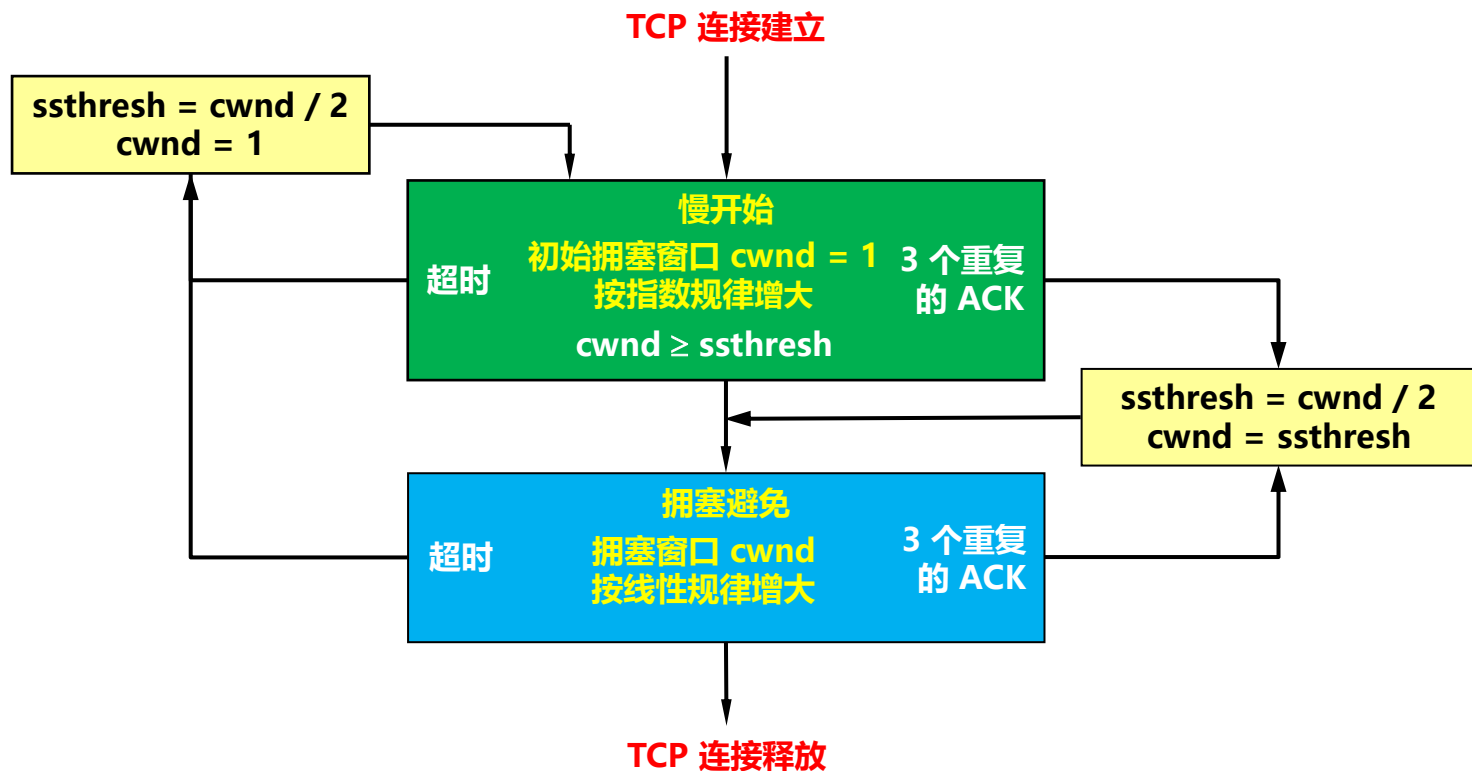 TCP 连接建立
ssthresh = cwnd / 2
cwnd = 1
慢开始
初始拥塞窗口 cwnd = 1
按指数规律增大
超时
3 个重复
的 ACK
cwnd ≥ ssthresh
ssthresh = cwnd / 2
cwnd = ssthresh
拥塞避免
拥塞窗口 cwnd
按线性规律增大
超时
3 个重复
的 ACK
TCP 连接释放